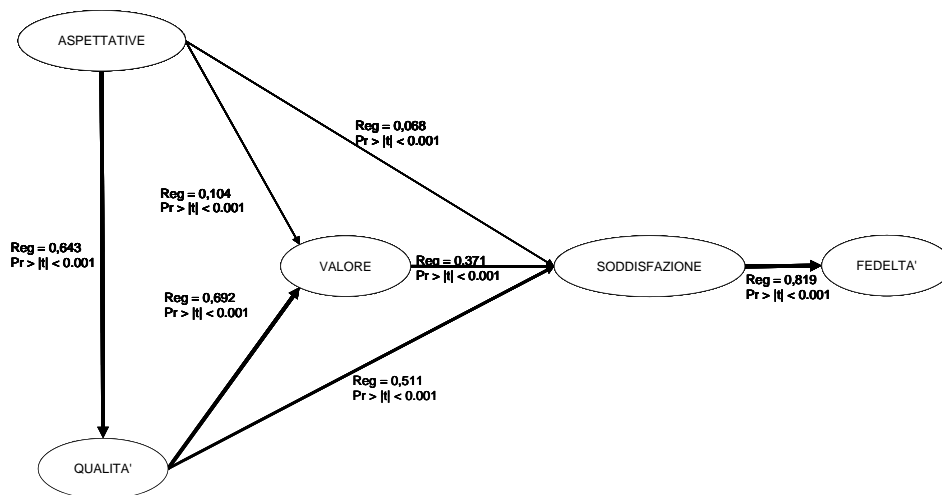 ASPETTATIVE
Reg = 0,068
Pr > |t| < 0.001
Reg = 0,104
Pr > |t| < 0.001
Reg = 0,643
Pr > |t| < 0.001
VALORE
Reg = 0,371
Pr > |t| < 0.001
SODDISFAZIONE
Reg = 0,819
Pr > |t| < 0.001
FEDELTA'
Reg = 0,692
Pr > |t| < 0.001
Reg = 0,511
Pr > |t| < 0.001
QUALITA'